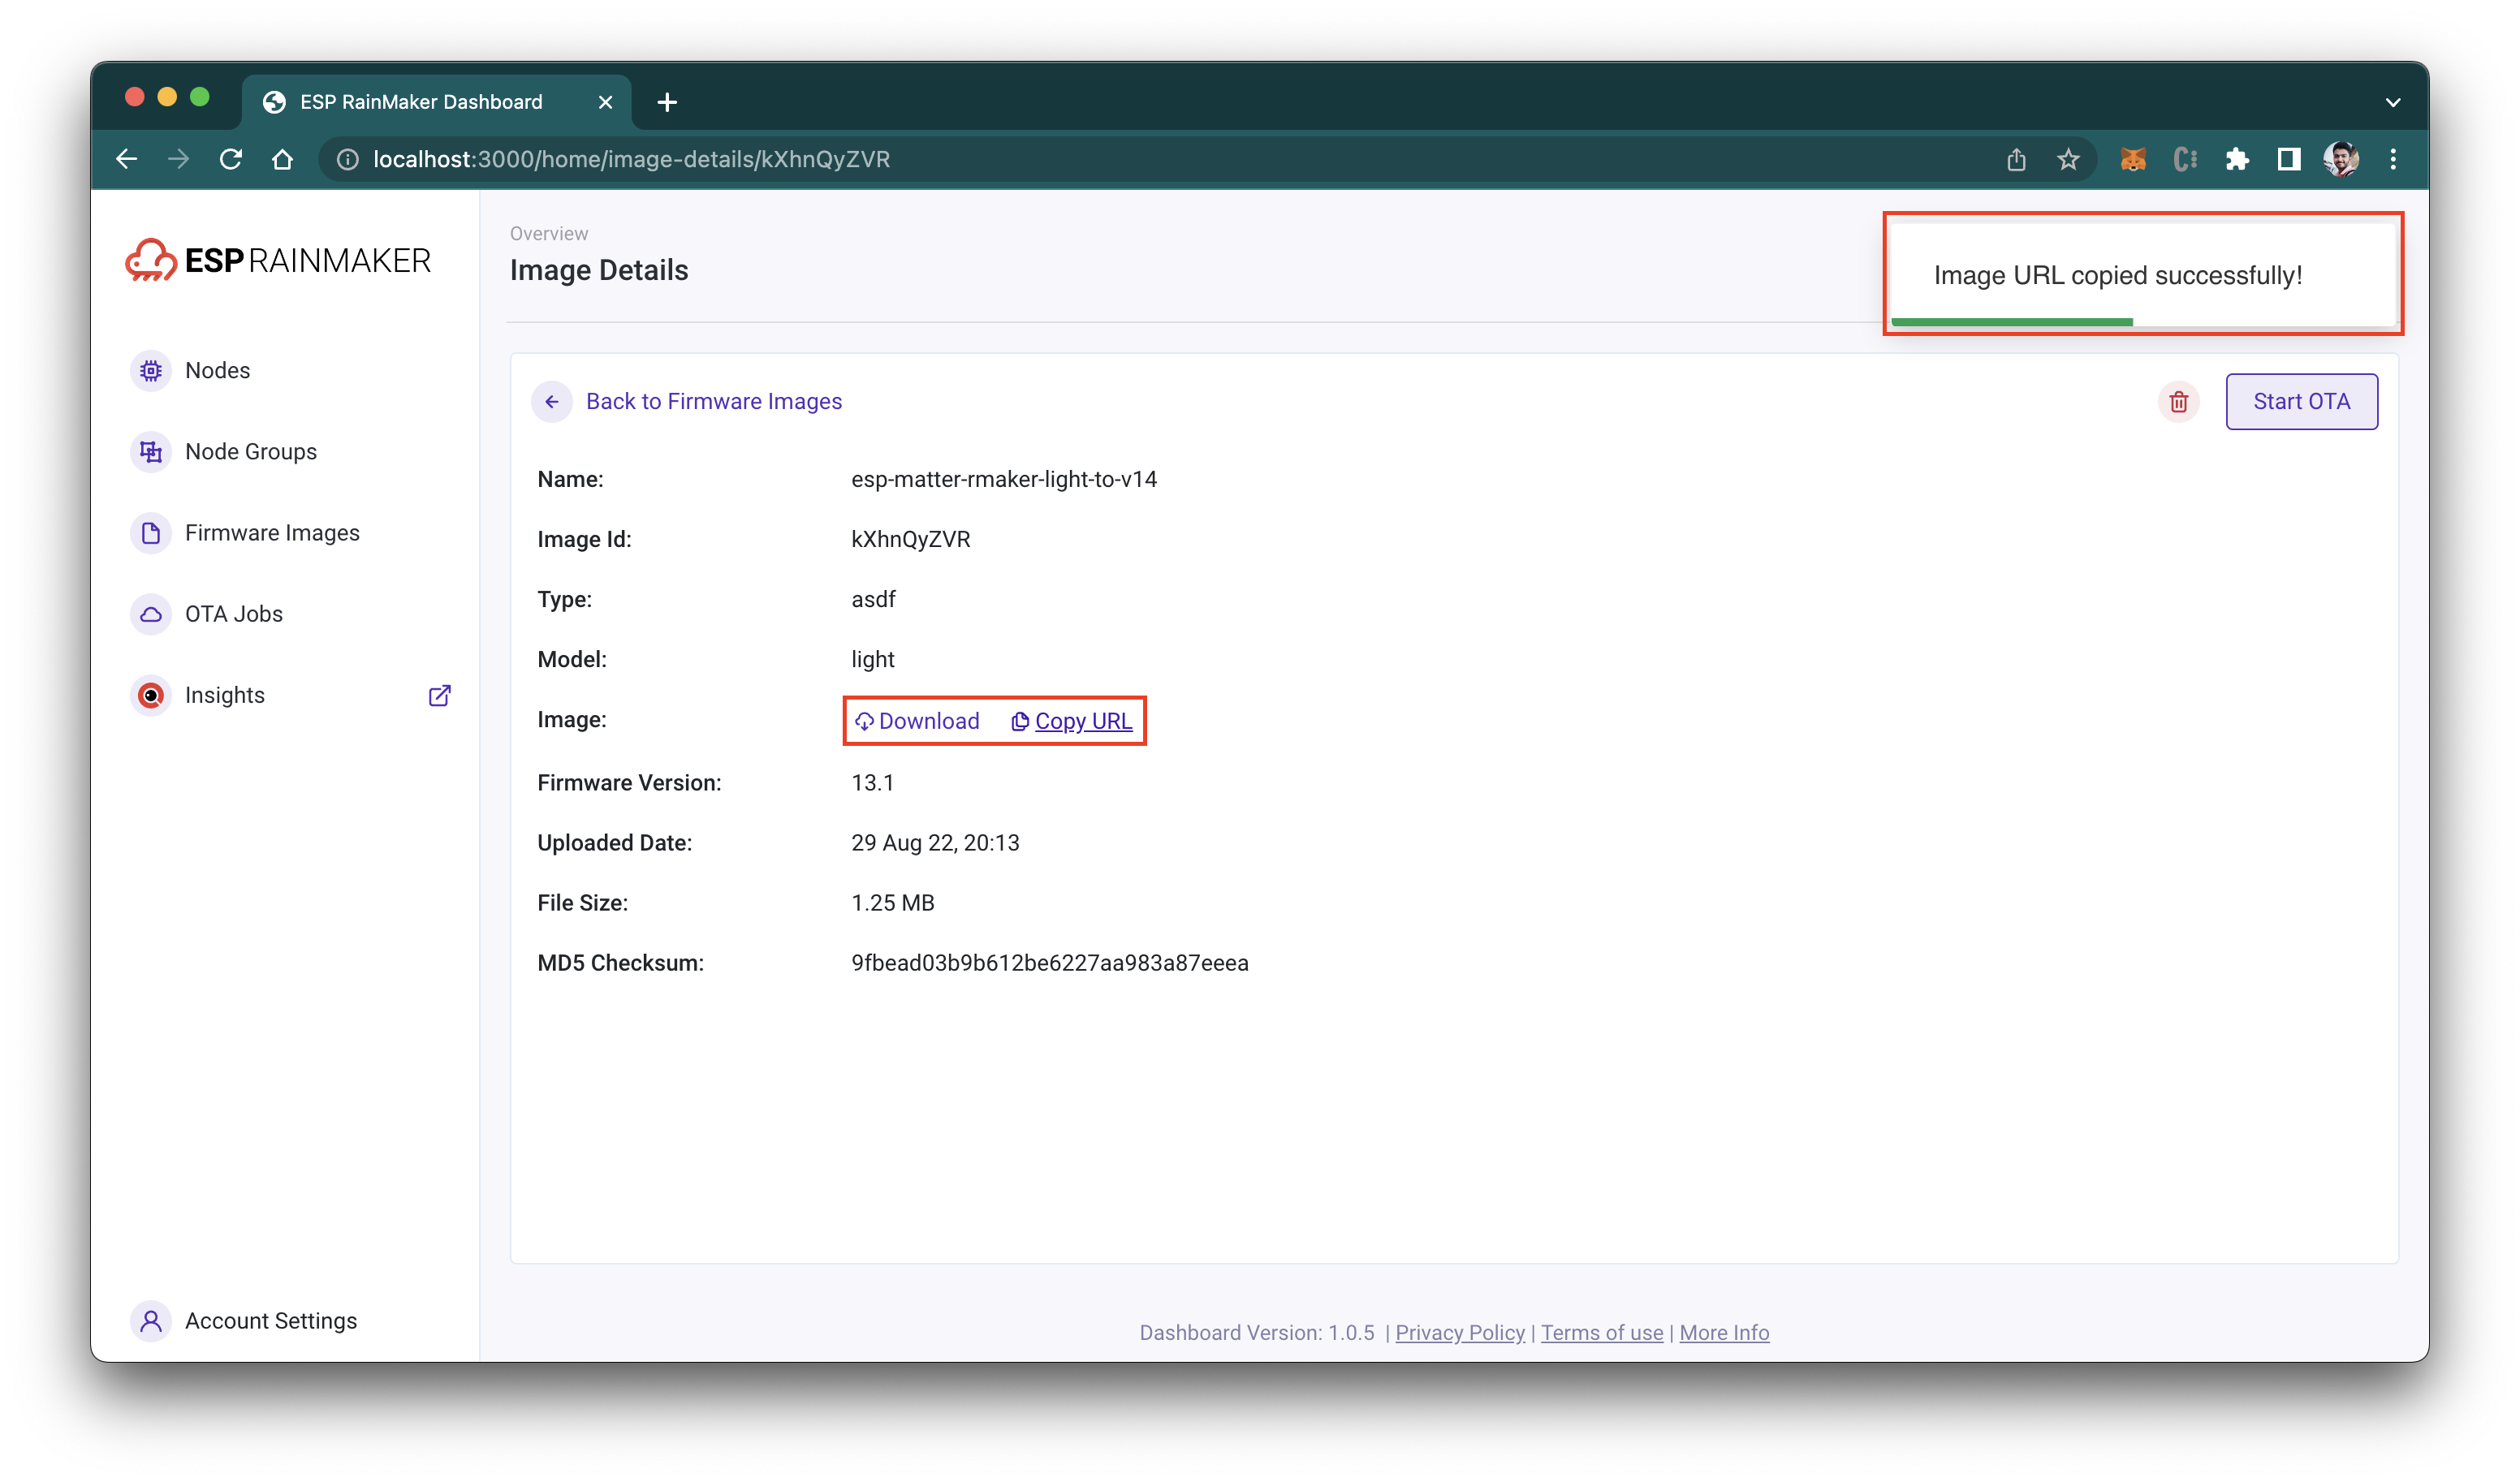 ESP RainMaker Dashboard
localhost:3000/home/image-details/kXhnQyZVR
ESP RAINMAKER
Nodes
Node Groups
Firmware Images
OTA Jobs
Insights
Account Settings
Overview
Image Details
Image URL copied successfully!
Back to Firmware Images
Start OTA
Name: esp-matter-rmaker-light-to-v14
Image Id: kXhnQyZVR
Type: asdf
Model: light
Image: Download Copy URL
Firmware Version: 13.1
Uploaded Date: 29 Aug 22, 20:13
File Size: 1.25 MB
MD5 Checksum: 9fbead03b9b612be6227aa983a87eeea
Dashboard Version: 1.0.5 | Privacy Policy | Terms of use | More Info